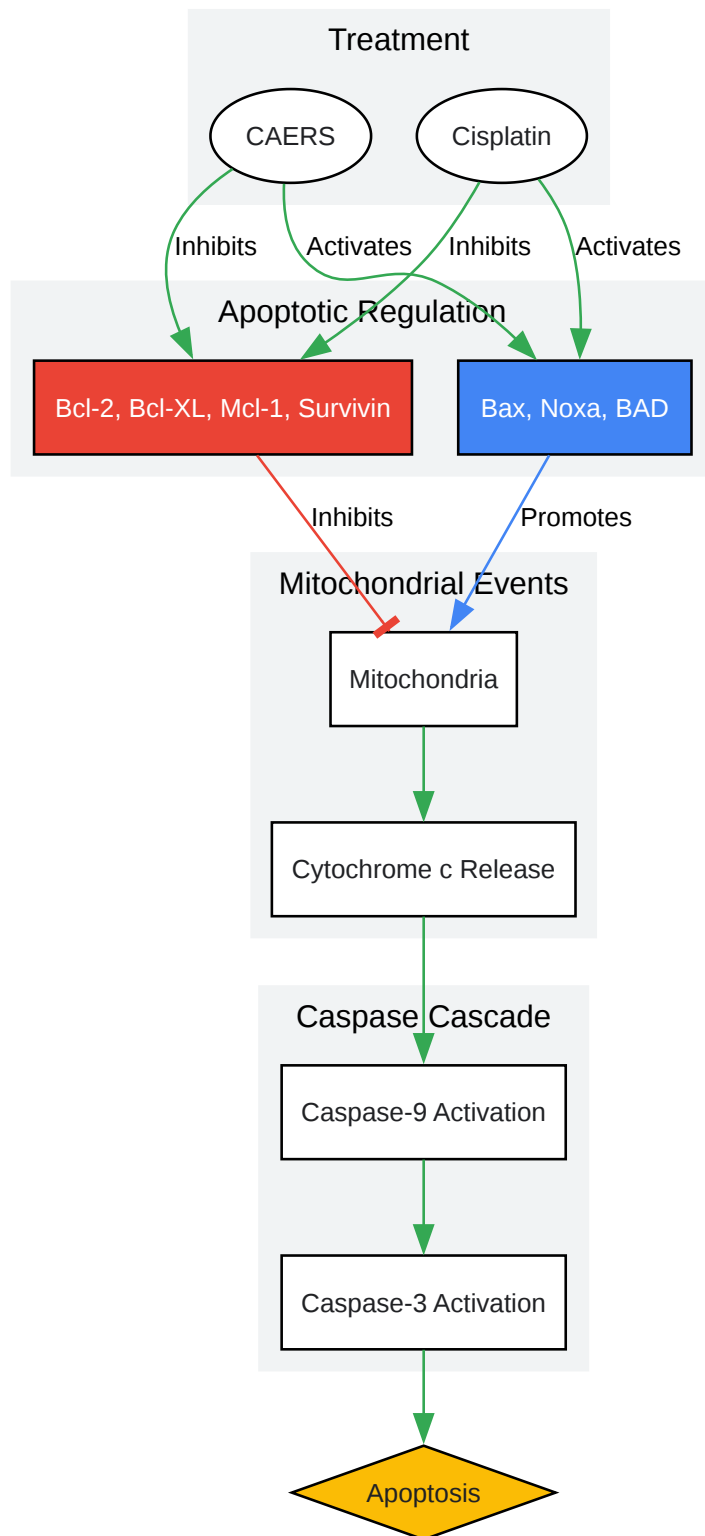 Treatment
CAERS
Cisplatin
Inhibits
Activates
Inhibits
Activates
Apoptotic Regulation
Bcl-2, Bcl-XL, Mcl-1, Survivin
Bax, Noxa, BAD
Inhibits
Promotes
Mitochondrial Events
Mitochondria
Cytochrome c Release
Caspase Cascade
Caspase-9 Activation
Caspase-3 Activation
Apoptosis